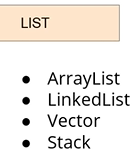 LIST
● ArrayList
● LinkedList
● Vector
● Stack